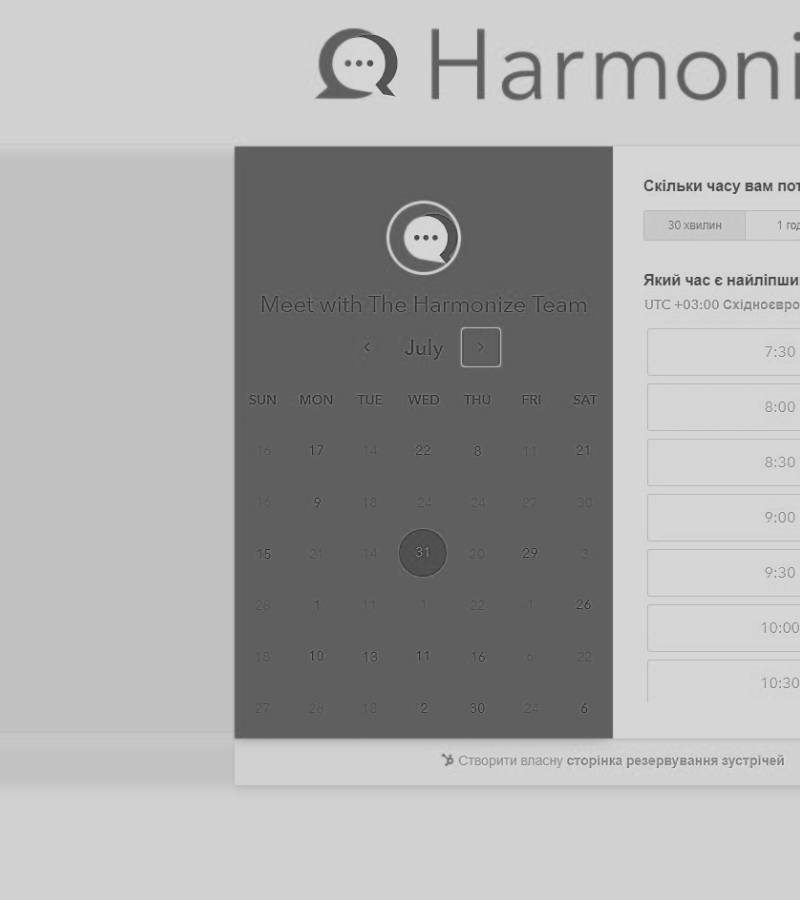 Harmoni
Meet with The Harmonize Team
July
SUN MON TUE WED THU FRI SAT
16 17 14 22 8 11 21
16 9 18 24 24 27 30
15 21 14 31 20 29 3
28 1 11 1 22 1 26
18 10 13 11 16 6 22
27 28 18 2 30 24 6
Скільки часу вам пот
30 хвилин 1 год
Який час є найліпши
UTC +03:00 Східноєвро
7:30
8:00
8:30
9:00
9:30
10:00
10:30
Створити власну сторінка резервування зустрічей